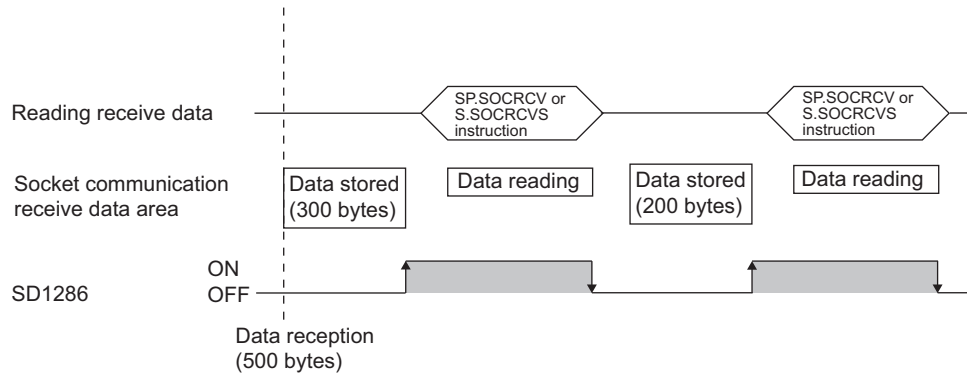 Reading receive data
SP.SOCRCV or
S.SOCRCVS
instruction
SP.SOCRCV or
S.SOCRCVS
instruction
Socket communication
receive data area
Data stored
(300 bytes)
Data reading
Data stored
(200 bytes)
Data reading
SD1286
ON
OFF
Data reception
(500 bytes)